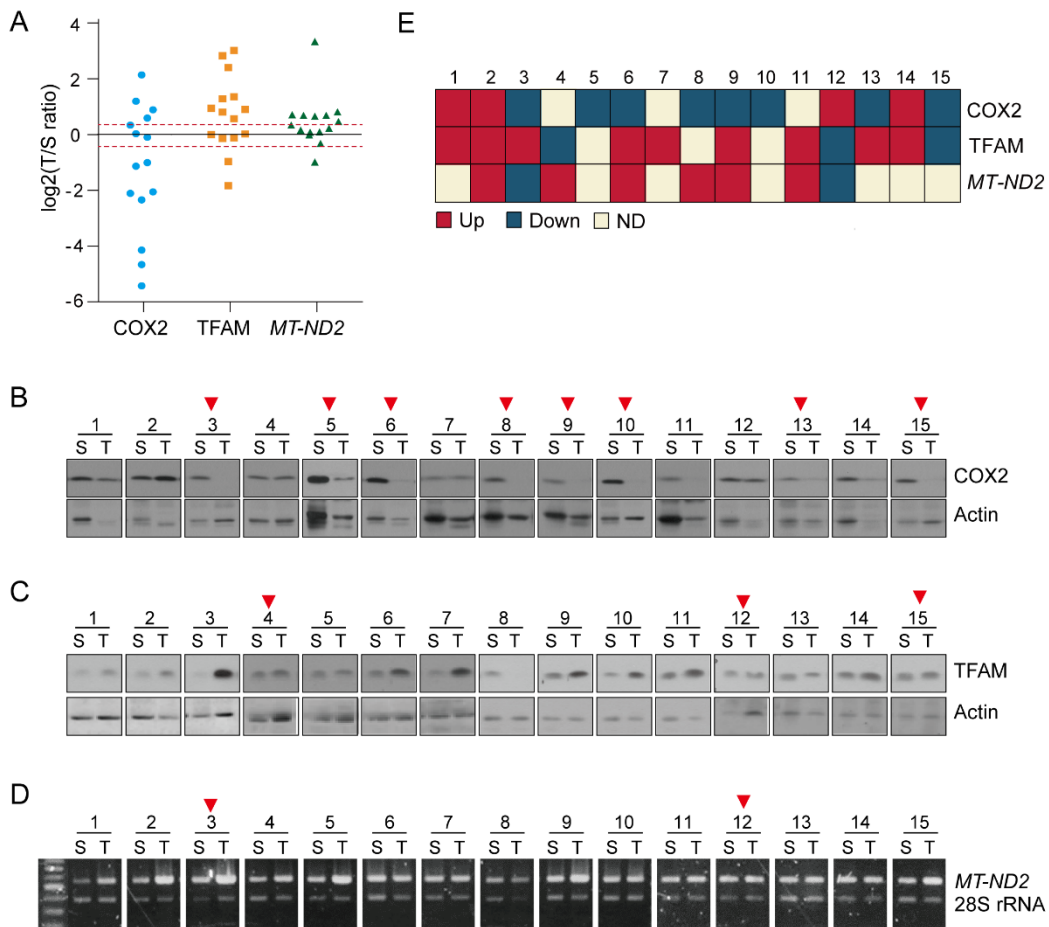 A
4
2
0
-2
-4
-6
log2(T/S ratio)
COX2 TFAM MT-ND2
E
1 2 3 4 5 6 7 8 9 10 11 12 13 14 15
COX2
TFAM
MT-ND2
Up Down ND
B
1 2 3 4 5 6 7 8 9 10 11 12 13 14 15
S T S T S T S T S T S T S T S T S T S T S T S T S T S T S T
COX2
Actin
C
1 2 3 4 5 6 7 8 9 10 11 12 13 14 15
S T S T S T S T S T S T S T S T S T S T S T S T S T S T S T
TFAM
Actin
D
1 2 3 4 5 6 7 8 9 10 11 12 13 14 15
S T S T S T S T S T S T S T S T S T S T S T S T S T S T S T
MT-ND2
28S rRNA